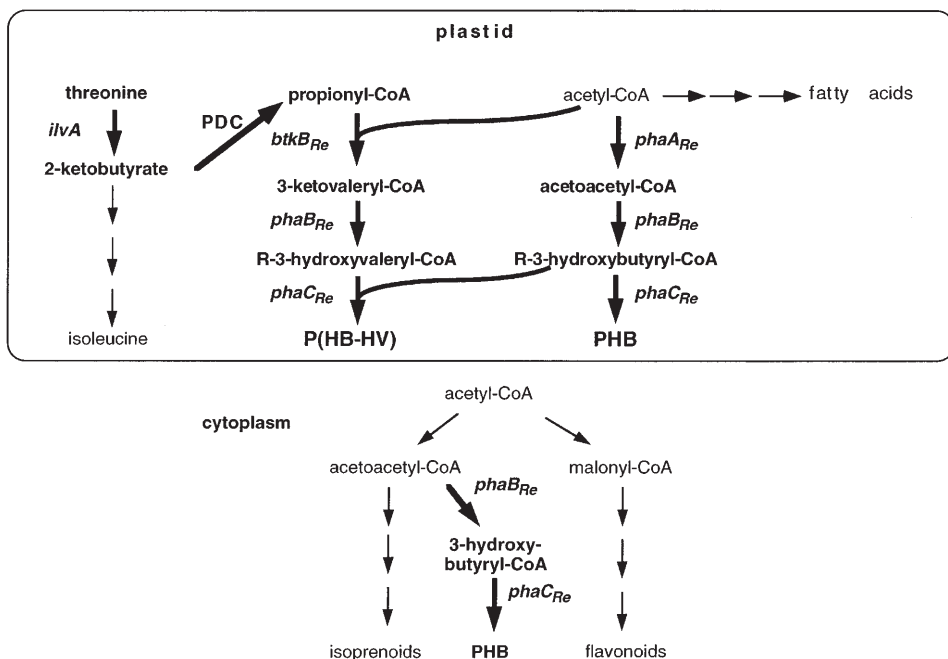 plastid
threonine
propionyl-CoA
acetyl-CoA
fatty acids
ilvA
PDC
btkBRe
phaARe
2-ketobutyrate
3-ketovaleryl-CoA
acetoacetyl-CoA
phaBRe
phaBRe
R-3-hydroxyvaleryl-CoA
R-3-hydroxybutyryl-CoA
phaCRe
phaCRe
isoleucine
P(HB-HV)
PHB
acetyl-CoA
cytoplasm
acetoacetyl-CoA
malonyl-CoA
phaBRe
3-hydroxy-
butyryl-CoA
phaCRe
isoprenoids
PHB
flavonoids